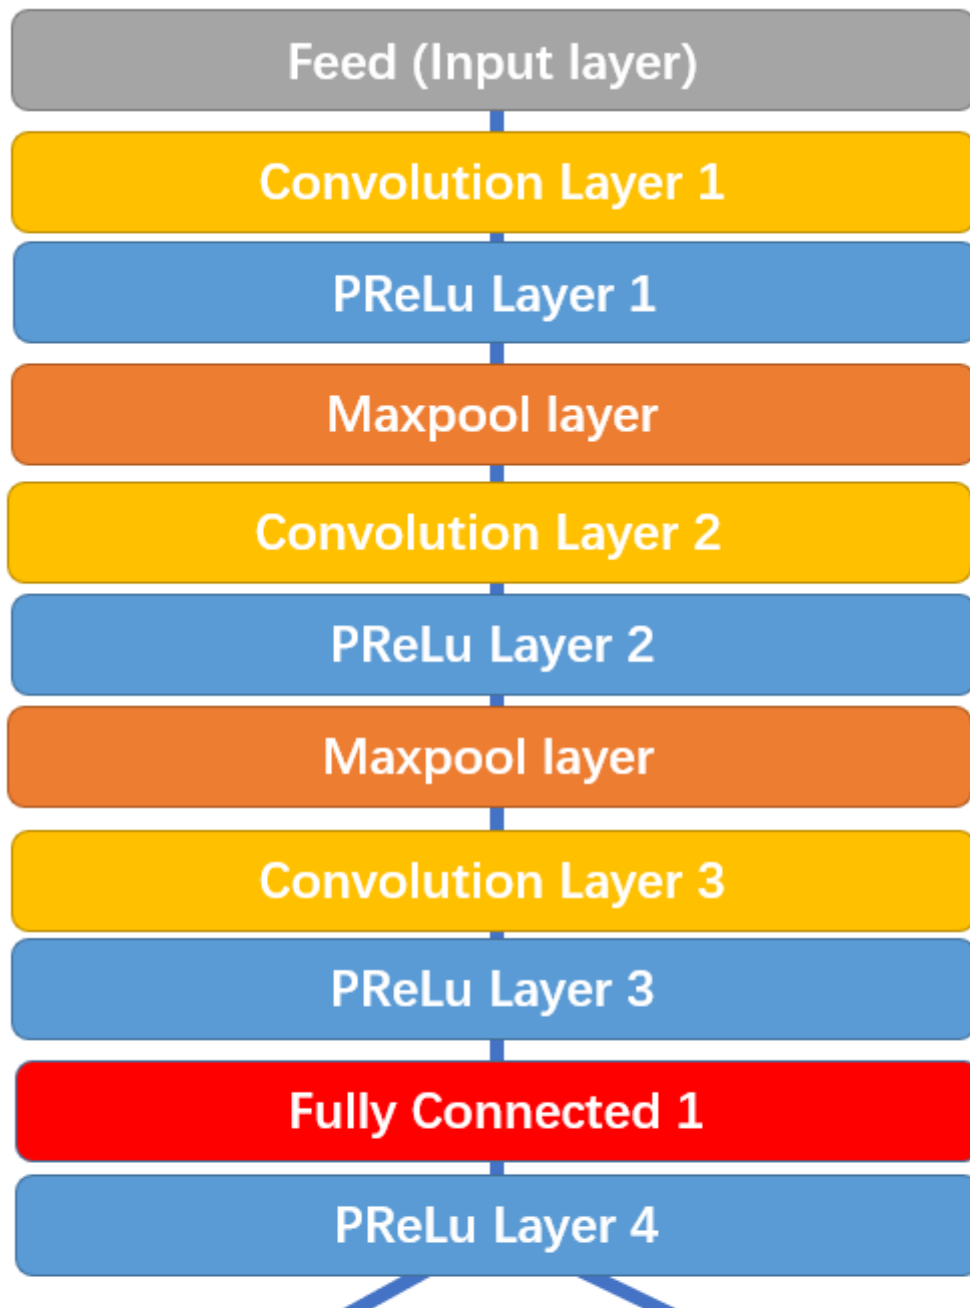 Feed (Input layer)
Convolution Layer 1
PReLu Layer 1
Maxpool layer
Convolution Layer 2
PReLu Layer 2
Maxpool layer
Convolution Layer 3
PReLu Layer 3
Fully Connected 1
PReLu Layer 4